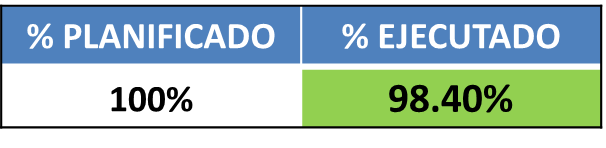 % PLANIFICADO % EJECUTADO
100% 98.40%